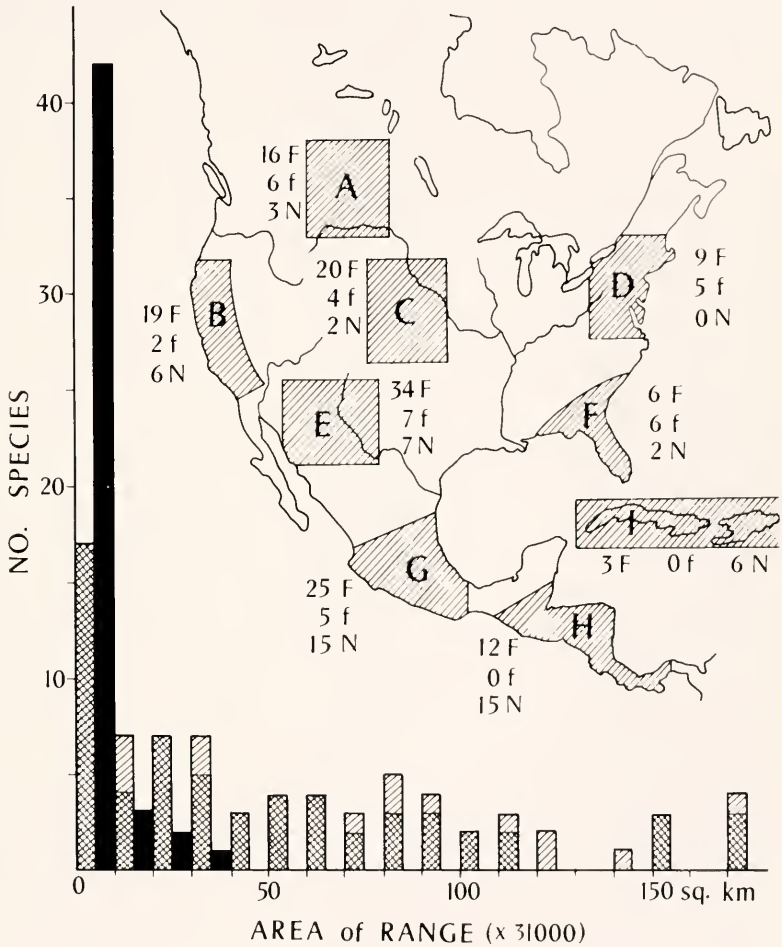 NO. SPECIES
40
30
20
10
A
16 F
6 f
3 N
B
19 F
2 f
6 N
C
20 F
4 f
2 N
D
9 F
5 f
0 N
E
34 F
7 f
7 N
F
6 F
6 f
2 N
I
3 F 0 f 6 N
G
25 F
5 f
15 N
H
12 F
0 f
15 N
0 50 100 150 sq. km
AREA of RANGE (x 31000)